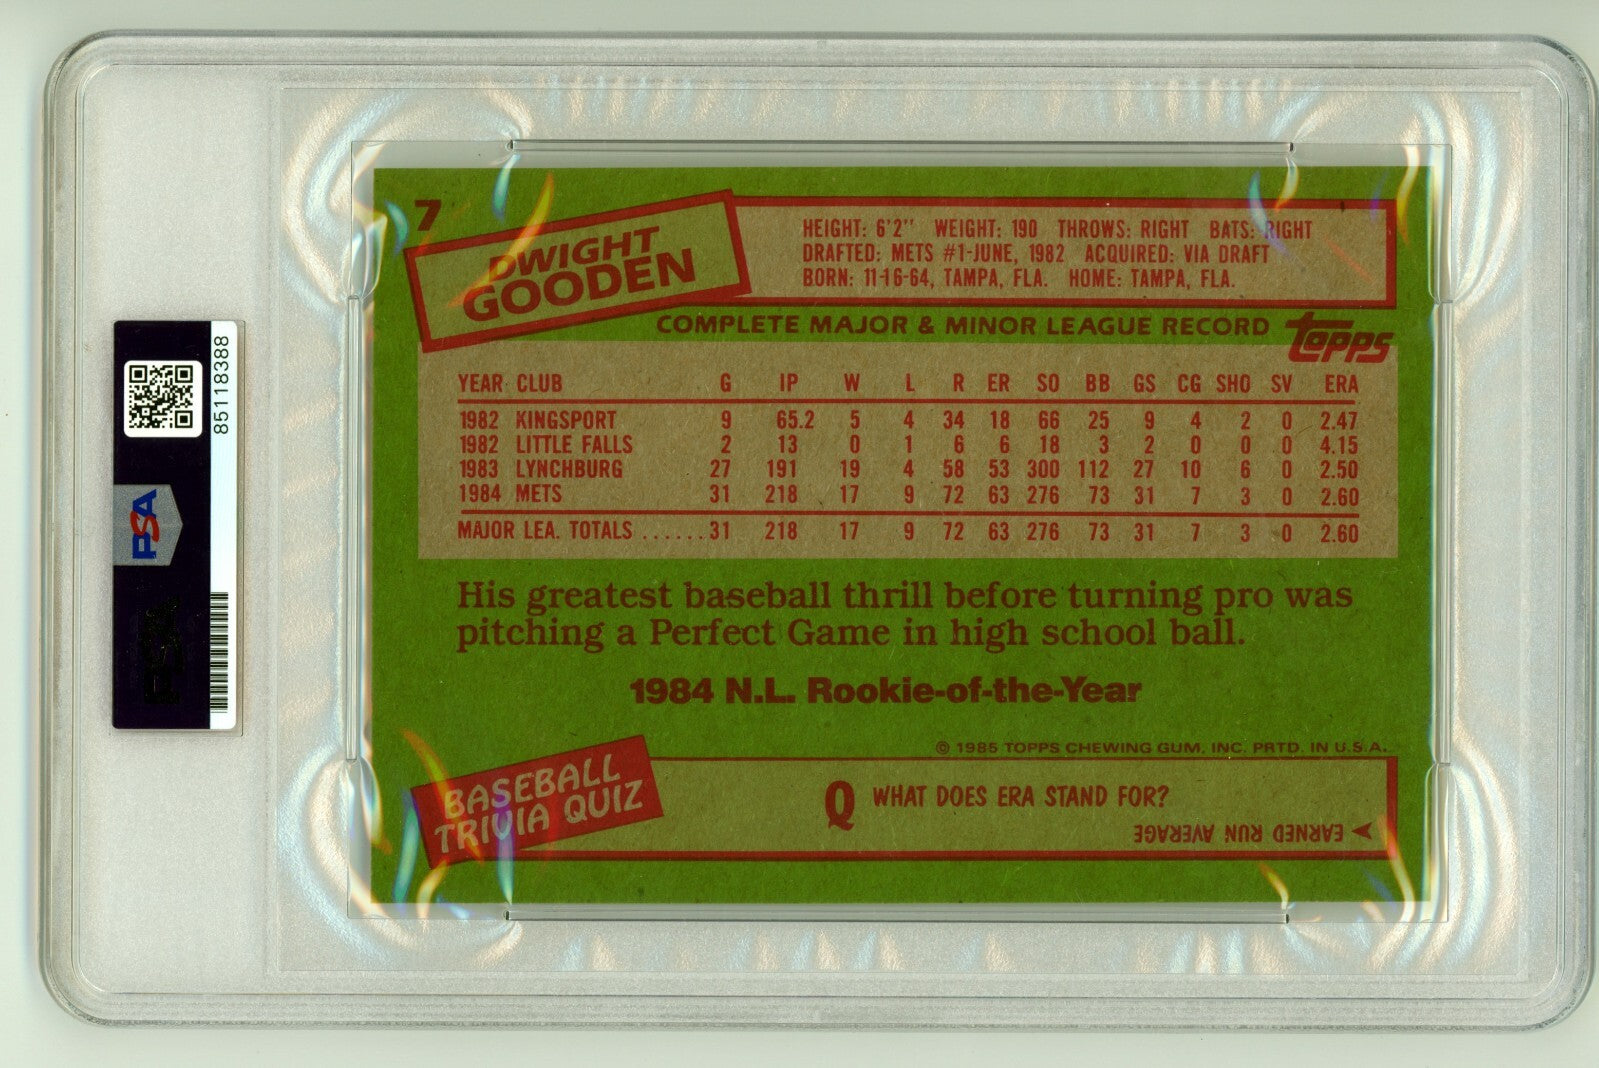 85118388
PSA
7
DWIGHT
GOODEN
HEIGHT: 6'2" WEIGHT: 190 THROWS: RIGHT BATS: RIGHT
DRAFTED: METS #1-JUNE, 1982 ACQUIRED: VIA DRAFT
BORN: 11-16-64, TAMPA, FLA. HOME: TAMPA, FLA.
COMPLETE MAJOR & MINOR LEAGUE RECORD
topps
YEAR CLUB G IP W L R ER SO BB GS CG SHO SV ERA
1982 KINGSPORT 9 65.2 5 4 34 18 66 25 9 4 2 0 2.47
1982 LITTLE FALLS 2 13 0 1 6 6 18 3 2 0 0 0 4.15
1983 LYNCHBURG 27 191 19 4 58 53 300 112 27 10 6 0 2.50
1984 METS 31 218 17 9 72 63 276 73 31 7 3 0 2.60
MAJOR LEA. TOTALS ......31 218 17 9 72 63 276 73 31 7 3 0 2.60
His greatest baseball thrill before turning pro was
pitching a Perfect Game in high school ball.
1984 N.L. Rookie-of-the-Year
© 1985 TOPPS CHEWING GUM, INC. PRTD. IN U.S.A.
BASEBALL
TRIVIA QUIZ
Q WHAT DOES ERA STAND FOR?
EARNED RUN AVERAGE